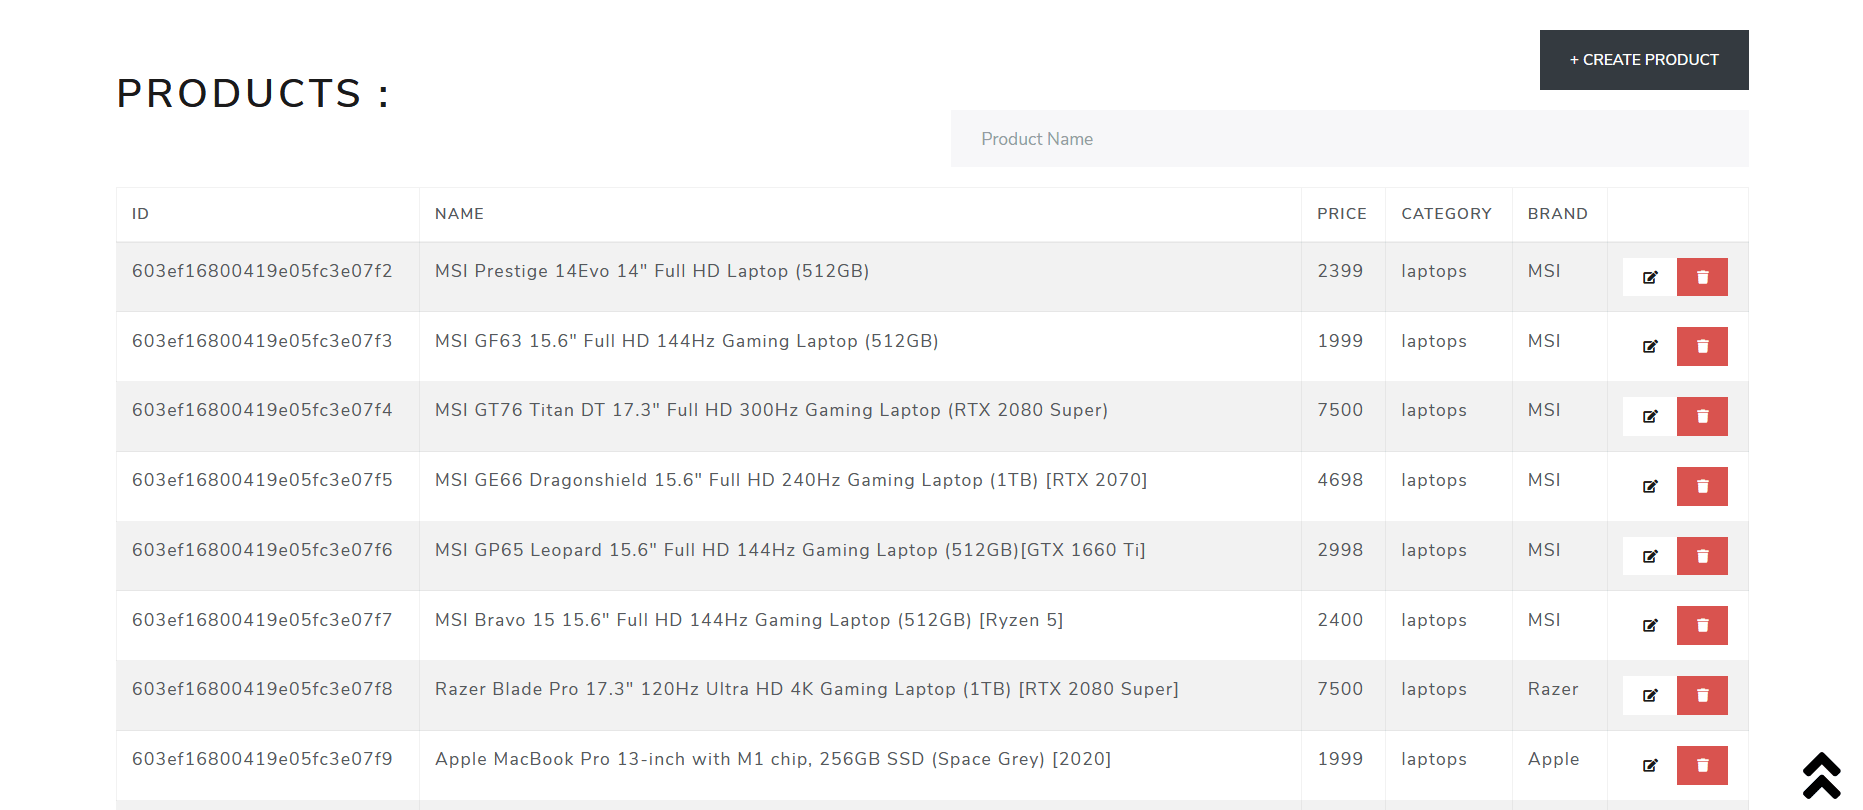 + CREATE PRODUCT
PRODUCTS :
Product Name
ID NAME PRICE CATEGORY BRAND
603ef16800419e05fc3e07f2 MSI Prestige 14Evo 14" Full HD Laptop (512GB) 2399 laptops MSI
603ef16800419e05fc3e07f3 MSI GF63 15.6" Full HD 144Hz Gaming Laptop (512GB) 1999 laptops MSI
603ef16800419e05fc3e07f4 MSI GT76 Titan DT 17.3" Full HD 300Hz Gaming Laptop (RTX 2080 Super) 7500 laptops MSI
603ef16800419e05fc3e07f5 MSI GE66 Dragonshield 15.6" Full HD 240Hz Gaming Laptop (1TB) [RTX 2070] 4698 laptops MSI
603ef16800419e05fc3e07f6 MSI GP65 Leopard 15.6" Full HD 144Hz Gaming Laptop (512GB)[GTX 1660 Ti] 2998 laptops MSI
603ef16800419e05fc3e07f7 MSI Bravo 15 15.6" Full HD 144Hz Gaming Laptop (512GB) [Ryzen 5] 2400 laptops MSI
603ef16800419e05fc3e07f8 Razer Blade Pro 17.3" 120Hz Ultra HD 4K Gaming Laptop (1TB) [RTX 2080 Super] 7500 laptops Razer
603ef16800419e05fc3e07f9 Apple MacBook Pro 13-inch with M1 chip, 256GB SSD (Space Grey) [2020] 1999 laptops Apple